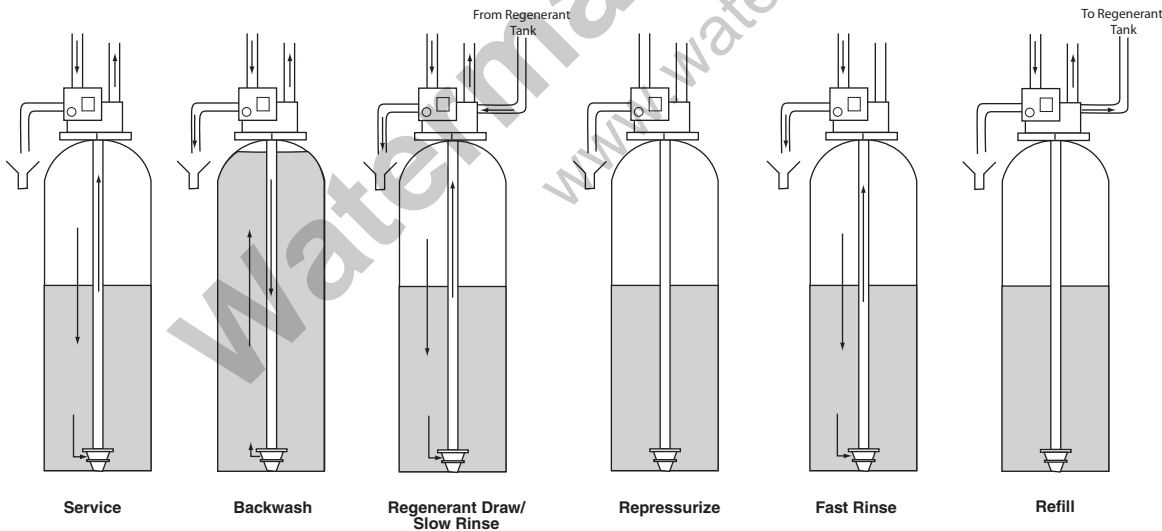 From Regenerant
Tank
To Regenerant
Tank
Service
Backwash
Regenerant Draw/
Slow Rinse
Repressurize
Fast Rinse
Refill